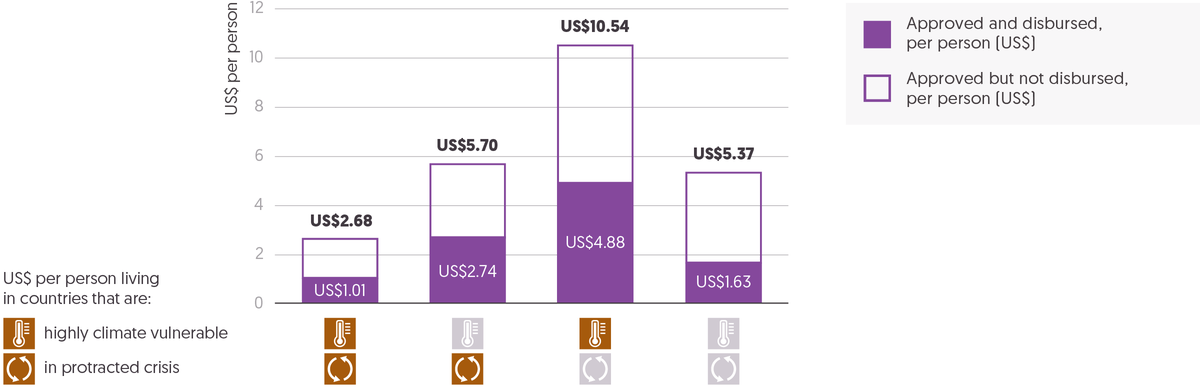 US$ per person
12
10
8
6
4
2
0
US$2.68
US$1.01
US$5.70
US$2.74
US$10.54
US$4.88
US$5.37
US$1.63
Approved and disbursed,
per person (US$)
Approved but not disbursed,
per person (US$)
US$ per person living
in countries that are:
highly climate vulnerable
in protracted crisis